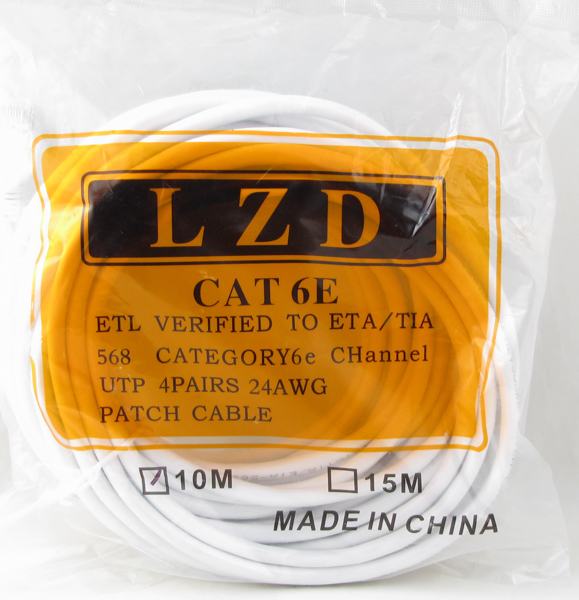 LZD
CAT 6E
ETL VERIFIED TO ETA/TIA
568 CATEGORY6e CHannel
UTP 4PAIRS 24AWG
PATCH CABLE
10M 15M
MADE IN CHINA